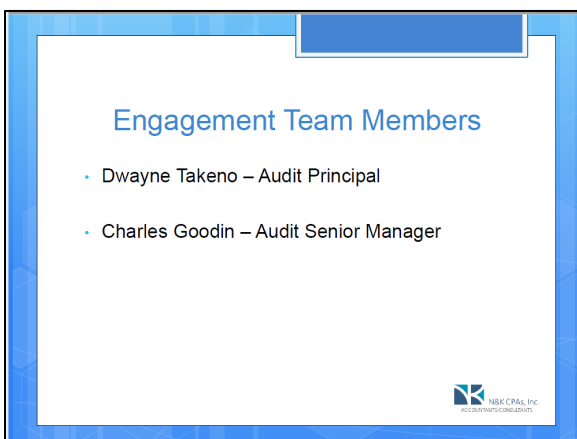 Engagement Team Members
• Dwayne Takeno – Audit Principal
• Charles Goodin – Audit Senior Manager
N&K CPAs, Inc.
ACCOUNTANTS|CONSULTANTS